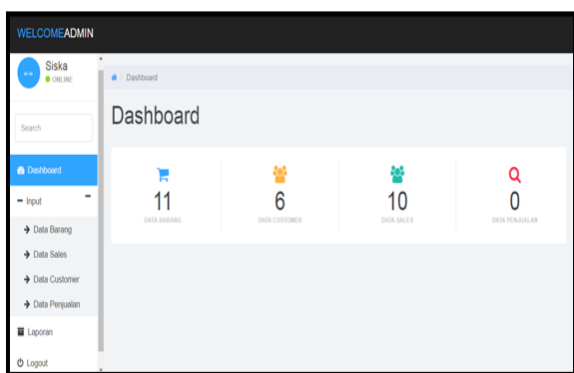 WELCOMEADMIN
Siska
ONLINE
Search
Dashboard
Input
Data Barang
Data Sales
Data Customer
Data Penjualan
Laporan
Logout
/ Dashboard
Dashboard
11
DATA BARANG
6
DATA CUSTOMER
10
DATA SALES
0
DATA PENJUALAN